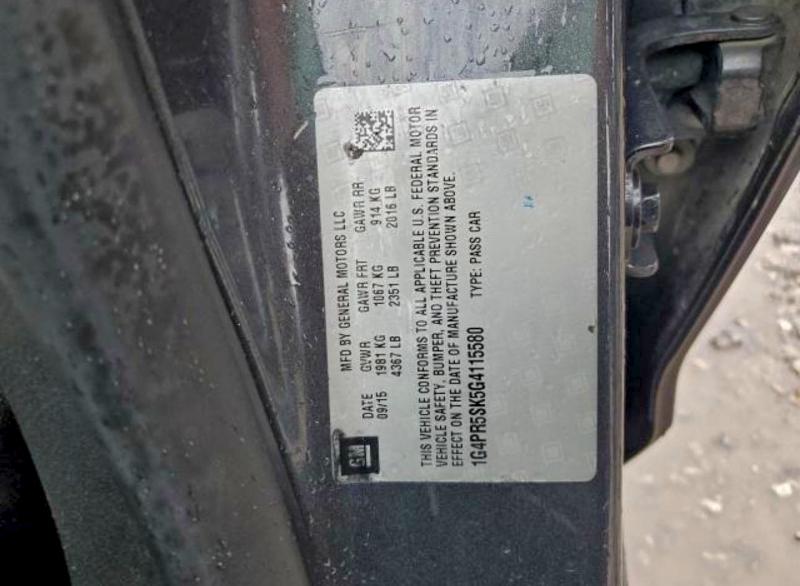 GM
MFD BY GENERAL MOTORS LLC
DATE GVWR GAWR FRT GAWR RR
09/15 1981 KG 1067 KG 914 KG
4367 LB 2351 LB 2016 LB
THIS VEHICLE CONFORMS TO ALL APPLICABLE U.S. FEDERAL MOTOR
VEHICLE SAFETY, BUMPER, AND THEFT PREVENTION STANDARDS IN
EFFECT ON THE DATE OF MANUFACTURE SHOWN ABOVE.
1G4PR5SK5G4115580 TYPE: PASS CAR